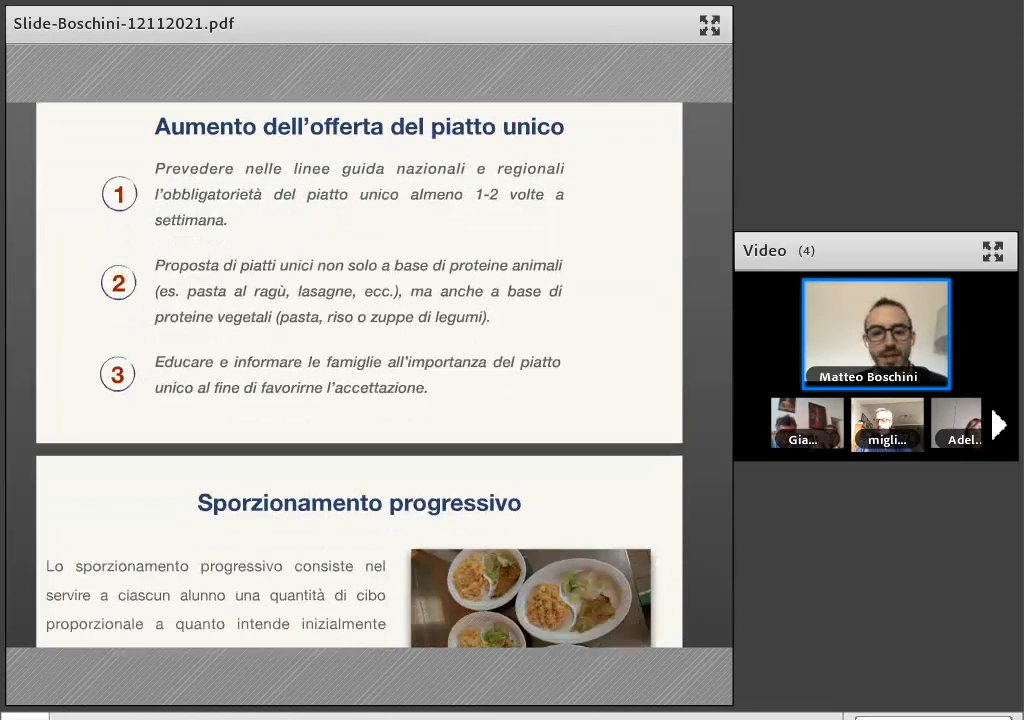 Slide-Boschini-12112021.pdf
Aumento dell'offerta del piatto unico
1
Prevedere nelle linee guida nazionali e regionali
l'obbligatorietà del piatto unico almeno 1-2 volte a
settimana.
2
Proposta di piatti unici non solo a base di proteine animali
(es. pasta al ragù, lasagne, ecc.), ma anche a base di
proteine vegetali (pasta, riso o zuppe di legumi).
3
Educare e informare le famiglie all'importanza del piatto
unico al fine di favorirne l'accettazione.
Sporzionamento progressivo
Lo sporzionamento progressivo consiste nel
servire a ciascun alunno una quantità di cibo
proporzionale a quanto intende inizialmente
Video (4)
Matteo Boschini
Gia...
migli...
Adel..